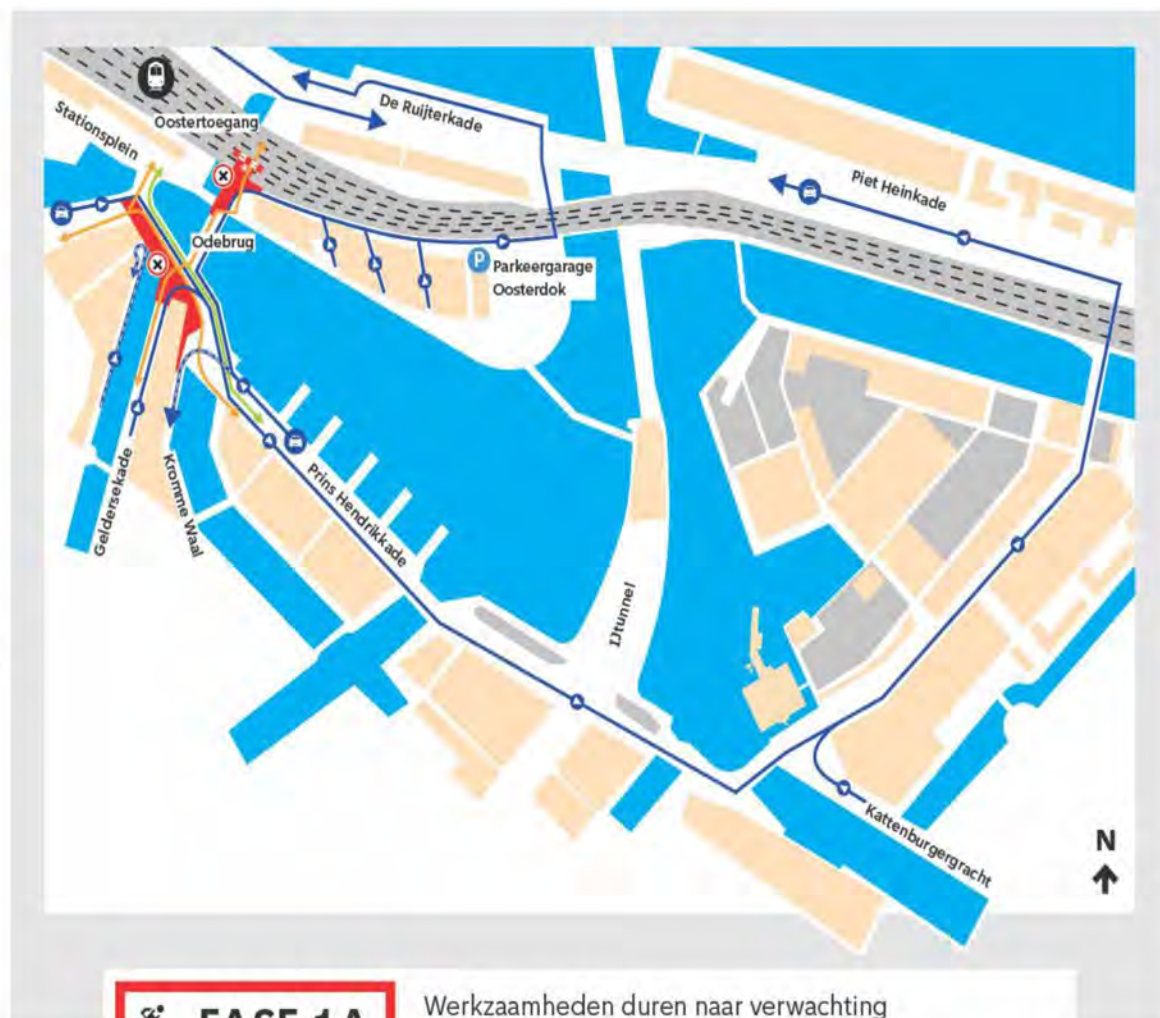 De Ruijterkade
Oostertoegang
Stationsplein
Piet Heinkade
Odebrug
P Parkeergarage
Oosterdok
Geldersekade
Kromme Waal
Prins Hendrikkade
IJtunnel
Kattenburgergracht
N
FASE 1A
Werkzaamheden duren naar verwachting